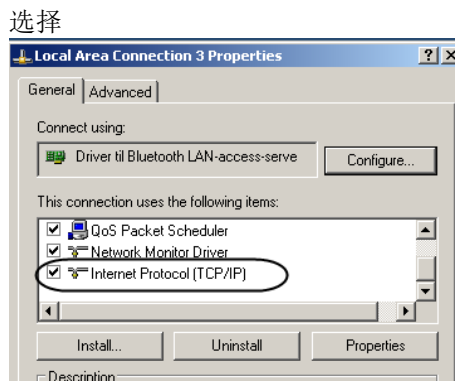 选择
Local Area Connection 3 Properties
General Advanced
Connect using:
Driver til Bluetooth LAN-access-serve Configure...
This connection uses the following items:
QoS Packet Scheduler
Network Monitor Driver
Internet Protocol (TCP/IP)
Install... Uninstall Properties
Description